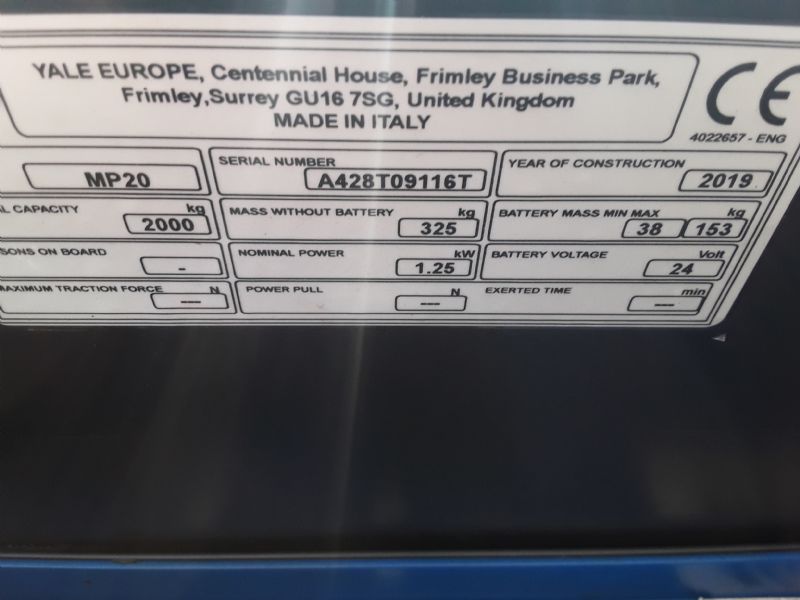 YALE EUROPE, Centennial House, Frimley Business Park,
Frimley,Surrey GU16 7SG, United Kingdom
MADE IN ITALY
CE
4022657 - ENG
MP20
SERIAL NUMBER
A428T09116T
YEAR OF CONSTRUCTION
2019
CAPACITY kg
2000
MASS WITHOUT BATTERY kg
325
BATTERY MASS MIN MAX kg
38 153
SONS ON BOARD
-
NOMINAL POWER kW
1.25
BATTERY VOLTAGE Volt
24
MAXIMUM TRACTION FORCE N
---
POWER PULL N
---
EXERTED TIME min
---